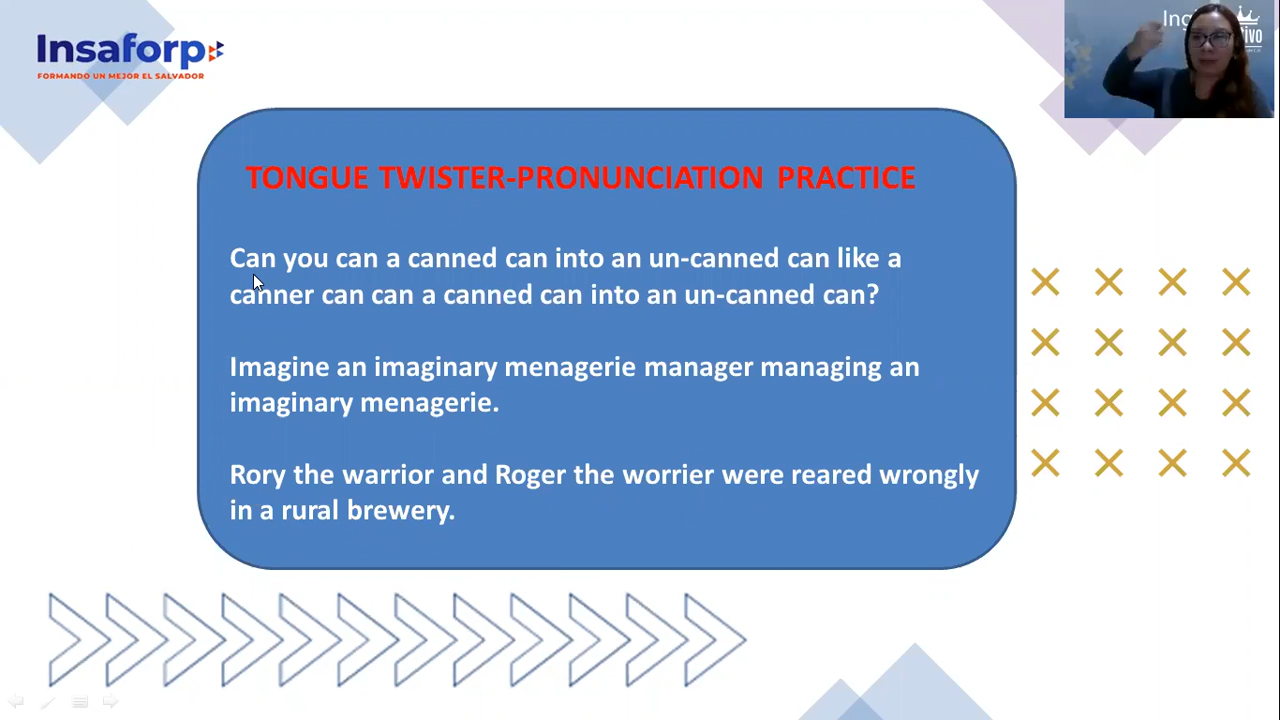 Insaforp
FORMANDO UN MEJOR EL SALVADOR
TONGUE TWISTER-PRONUNCIATION PRACTICE
Can you can a canned can into an un-canned can like a
canner can can a canned can into an un-canned can?
Imagine an imaginary menagerie manager managing an
imaginary menagerie.
Rory the warrior and Roger the worrier were reared wrongly
in a rural brewery.